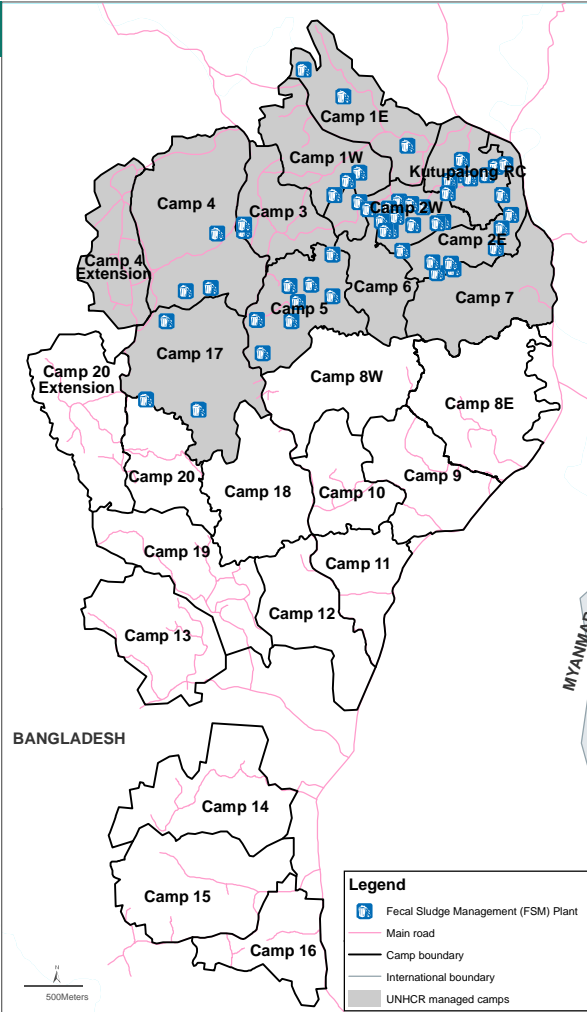 Camp 1E
Camp 1W
Kutupalong RC
Camp 4
Camp 3
Camp 2W
Camp 2E
Camp 4
Extension
Camp 6
Camp 7
Camp 5
Camp 17
Camp 20
Extension
Camp 8W
Camp 8E
Camp 20
Camp 18
Camp 10
Camp 9
Camp 19
Camp 11
Camp 12
Camp 13
MYANMAR
BANGLADESH
Camp 14
Camp 15
Camp 16
Legend
Fecal Sludge Management (FSM) Plant
Main road
Camp boundary
International boundary
UNHCR managed camps
N
500Meters